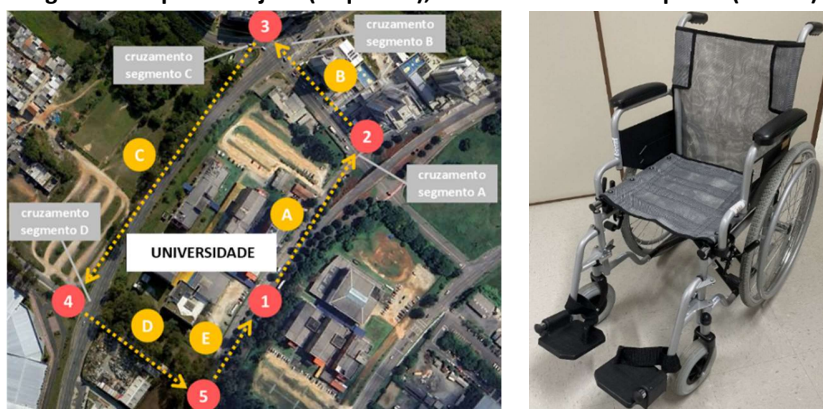 3
cruzamento
segmento B
cruzamento
segmento C
B
2
C
cruzamento
segmento A
A
cruzamento
segmento D
UNIVERSIDADE
4
1
D
E
5